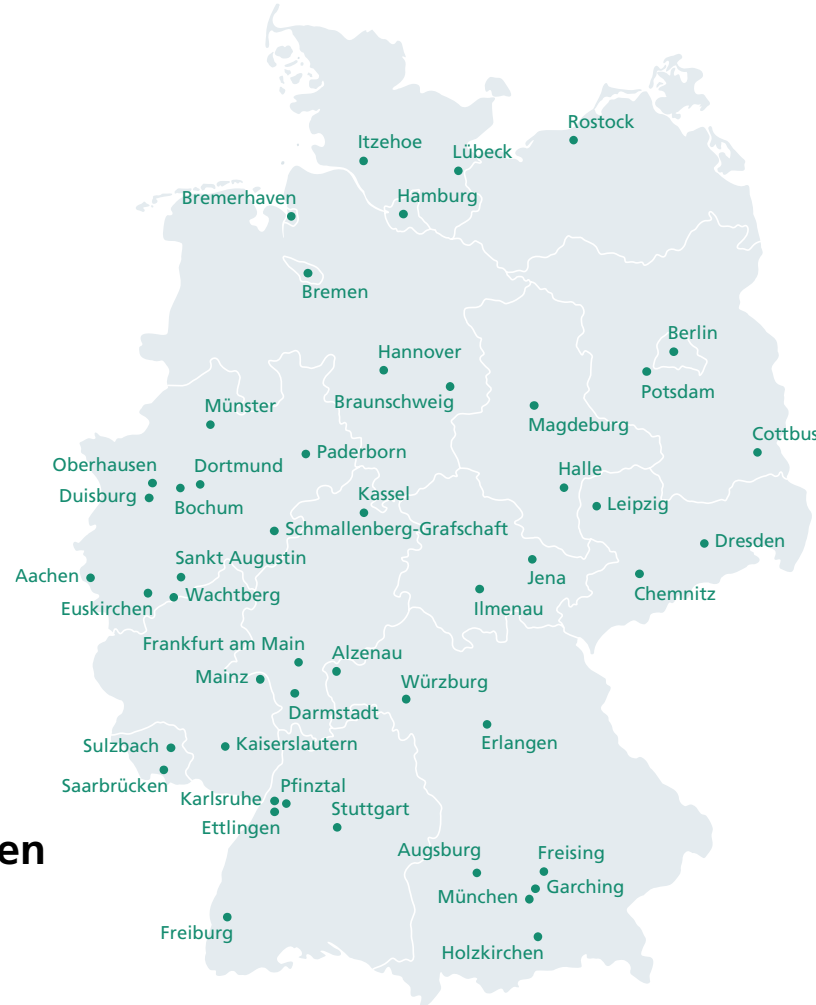 Rostock
Itzehoe
Lübeck
Bremerhaven
Hamburg
Bremen
Berlin
Hannover
Potsdam
Braunschweig
Münster
Magdeburg
Cottbus
Paderborn
Oberhausen
Dortmund
Halle
Duisburg
Kassel
Bochum
Leipzig
Schmallenberg-Grafschaft
Dresden
Sankt Augustin
Aachen
Jena
Euskirchen
Wachtberg
Chemnitz
Ilmenau
Frankfurt am Main
Alzenau
Mainz
Würzburg
Darmstadt
Sulzbach
Kaiserslautern
Erlangen
Saarbrücken
Pfinztal
Karlsruhe
Stuttgart
Ettlingen
en
Augsburg
Freising
Garching
München
Freiburg
Holzkirchen